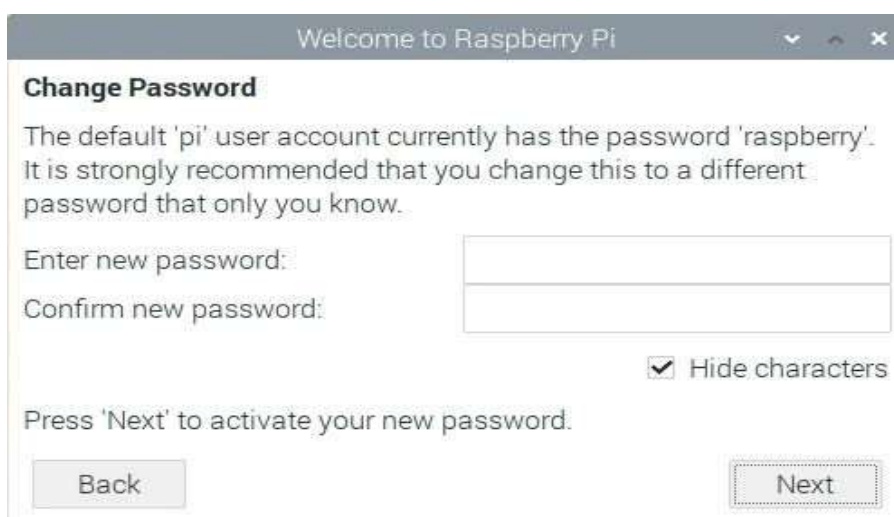 Welcome to Raspberry Pi
Change Password
The default 'pi' user account currently has the password 'raspberry'.
It is strongly recommended that you change this to a different
password that only you know.
Enter new password:
Confirm new password:
Hide characters
Press 'Next' to activate your new password.
Back
Next